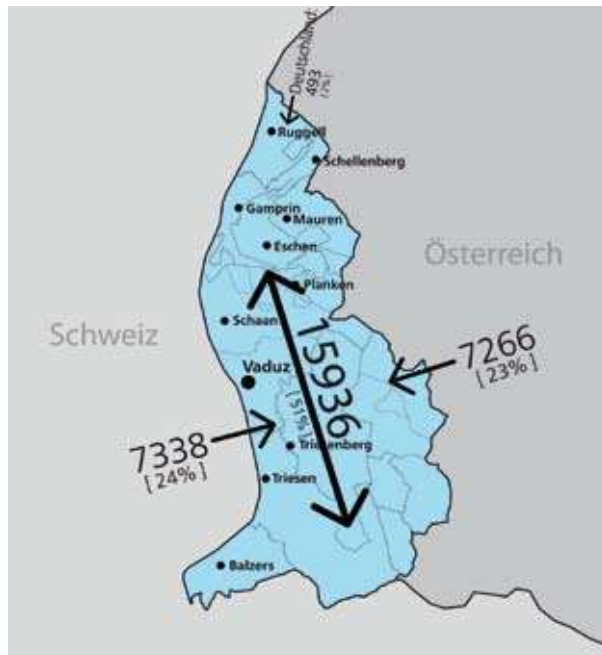 Deutschland:
493
Ruggell
Schellenberg
Gamprin
Mauren
Eschen
Österreich
Planken
Schaan
Schweiz
15936
[ 51% ]
7266
[ 23% ]
Vaduz
7338
[ 24% ]
Triesenberg
Triesen
Balzers